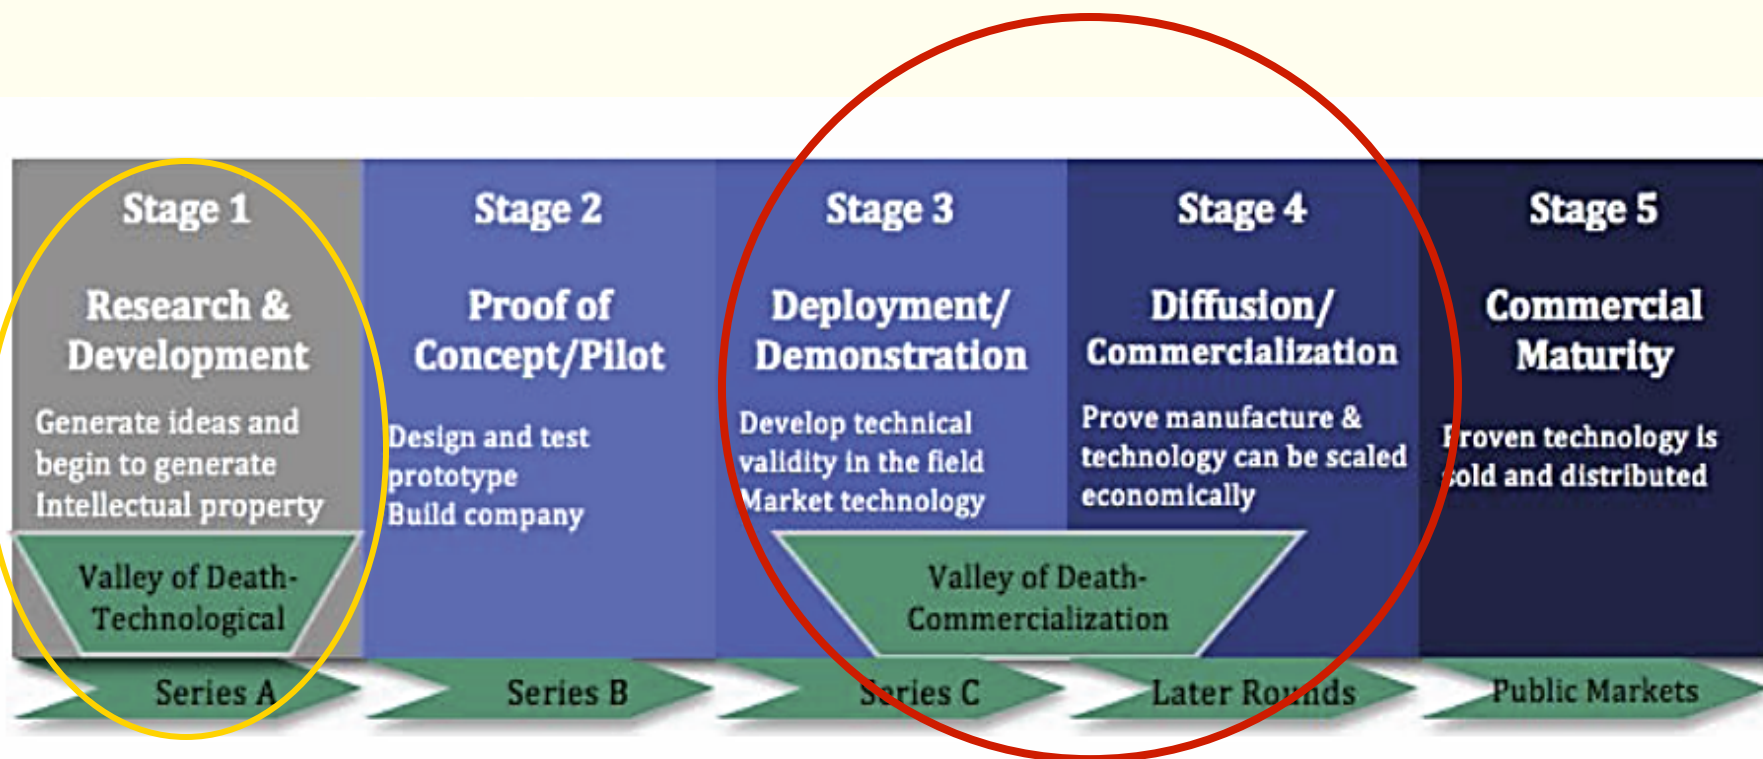 Stage 1
Research &
Development
Generate ideas and
begin to generate
Intellectual property
Valley of Death-
Technological
Series A
Stage 2
Proof of
Concept/Pilot
Design and test
prototype
Build company
Series B
Stage 3
Deployment/
Demonstration
Develop technical
validity in the field
Market technology
Series C
Stage 4
Diffusion/
Commercialization
Prove manufacture &
technology can be scaled
economically
Valley of Death-
Commercialization
Later Rounds
Stage 5
Commercial
Maturity
Proven technology is
sold and distributed
Public Markets